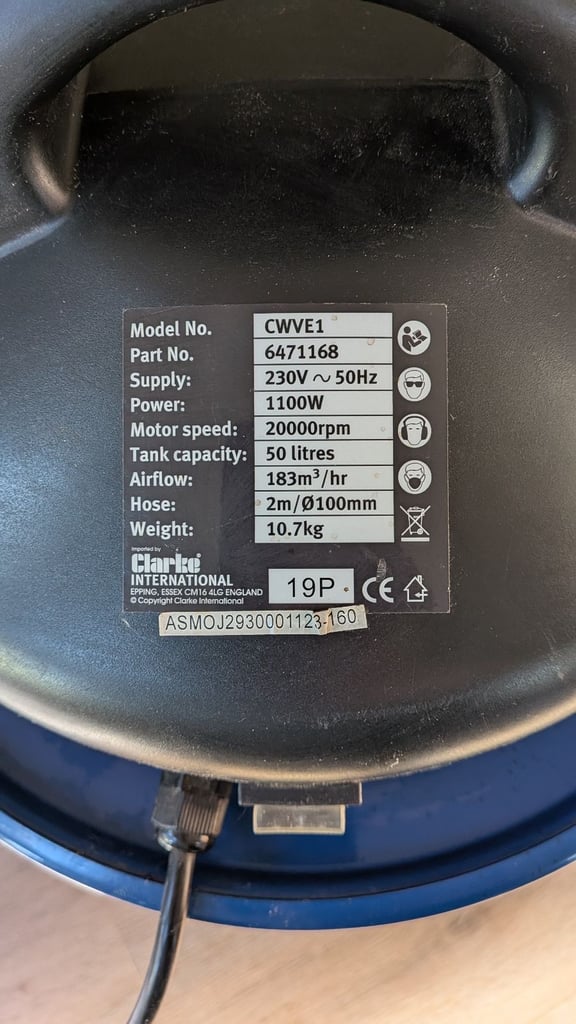 Model No. CWVE1
Part No. 6471168
Supply: 230V ~ 50Hz
Power: 1100W
Motor speed: 20000rpm
Tank capacity: 50 litres
Airflow: 183m³/hr
Hose: 2m/Ø100mm
Weight: 10.7kg
Imported by
Clarke®
INTERNATIONAL
EPPING, ESSEX CM16 4LG ENGLAND
© Copyright Clarke International
19P
CE
ASMOJ2930001123-160